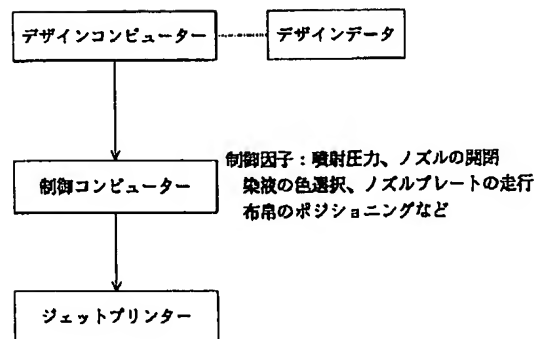 デザインコンピューター
デザインデータ
制御因子：噴射圧力、ノズルの開閉
染液の色選択、ノズルプレートの走行
布帛のポジショニングなど
制御コンピューター
ジェットプリンター